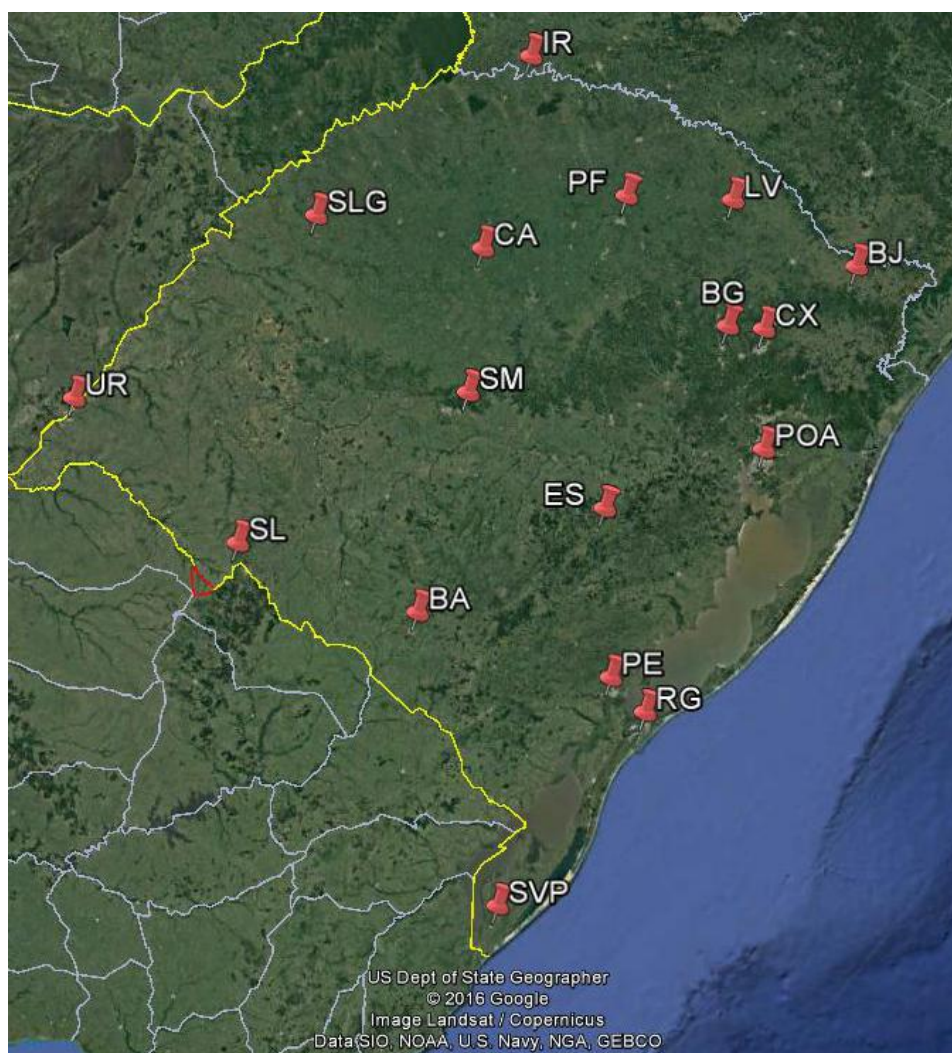 IR
PF
LV
SLG
CA
BJ
BG
CX
UR
SM
POA
ES
SL
BA
PE
RG
SVP
US Dept of State Geographer
© 2016 Google
Image Landsat / Copernicus
Data SIO, NOAA, U.S. Navy, NGA, GEBCO